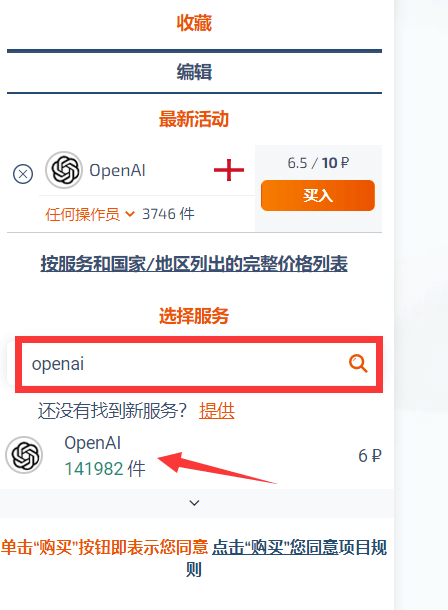 收藏
编辑
最新活动
OpenAI
6.5 / 10 ₽
买入
任何操作员 3746 件
按服务和国家/地区列出的完整价格列表
选择服务
openai
还没有找到新服务? 提供
OpenAI
141982 件
6 ₽
单击“购买”按钮即表示您同意 点击“购买”您同意项目规
则